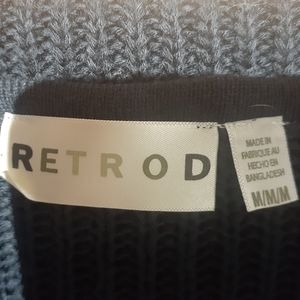 RETROD
MADE IN
FABRIQUÉ AU
HECHO EN
BANGLADESH
M/M/M